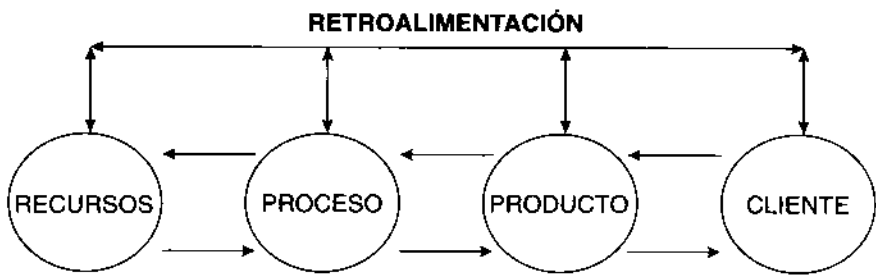 RETROALIMENTACIÓN
RECURSOS
PROCESO
PRODUCTO
CLIENTE